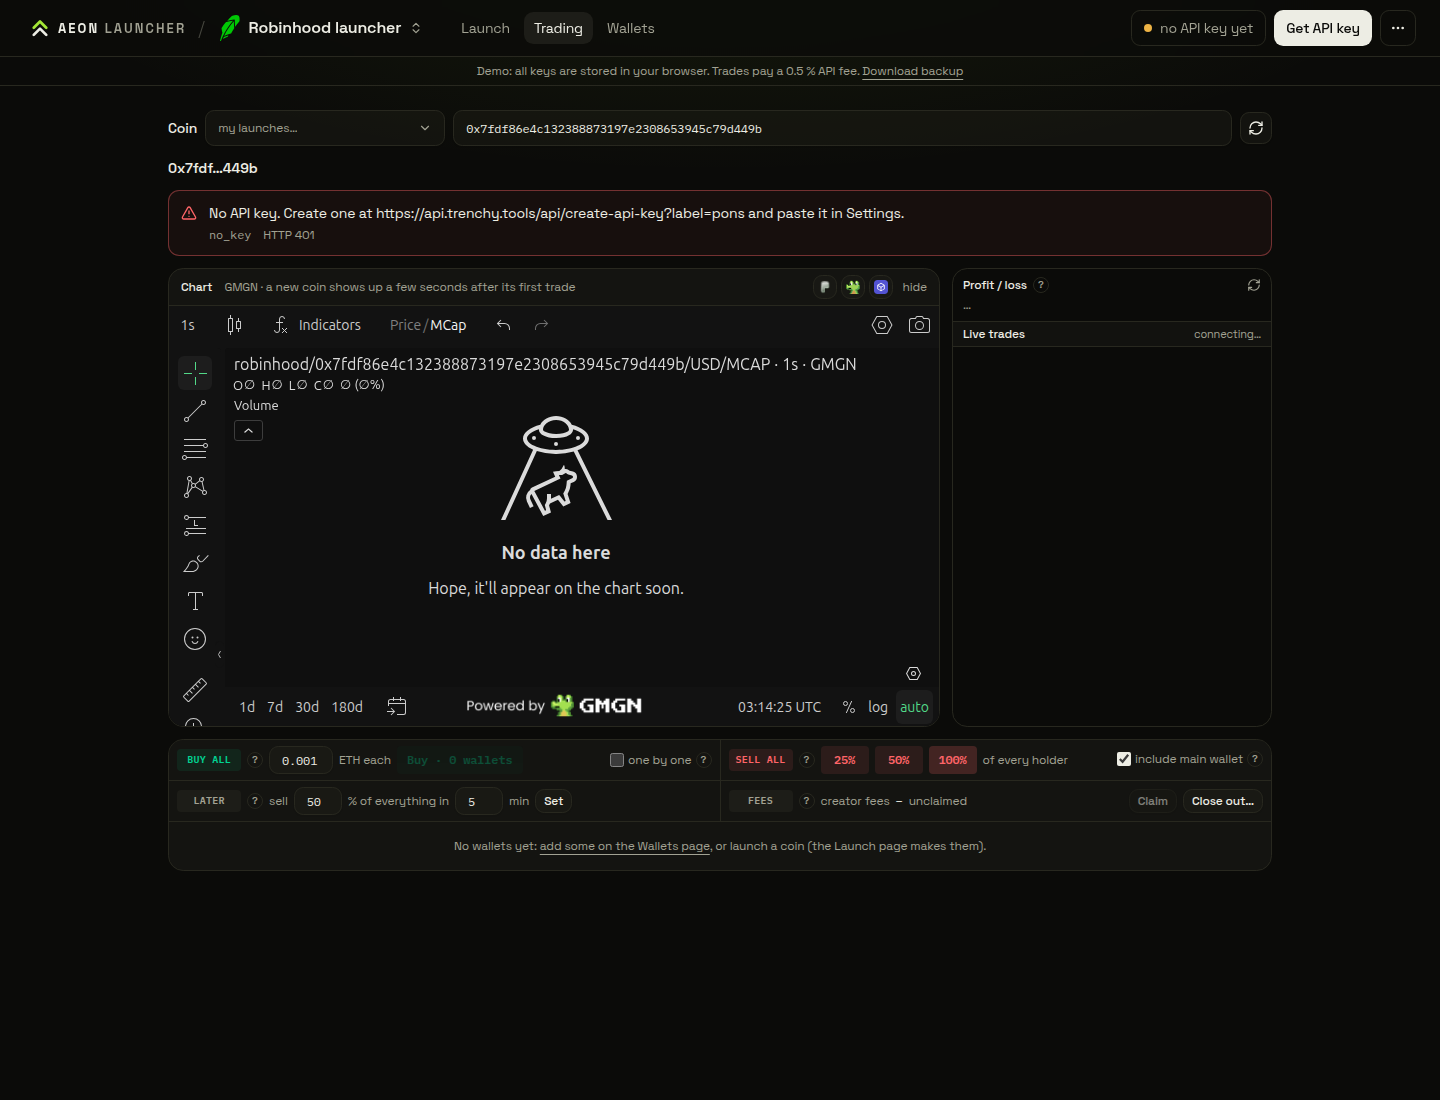 AEON LAUNCHER / Robinhood launcher Launch Trading Wallets no API key yet Get API key
Demo: all keys are stored in your browser. Trades pay a 0.5 % API fee. Download backup
Coin my launches... 0x7fdf86e4c132388873197e2308653945c79d449b
0x7fdf...449b
No API key. Create one at https://api.trenchy.tools/api/create-api-key?label=pons and paste it in Settings.
no_key HTTP 401
Chart GMGN · a new coin shows up a few seconds after its first trade hide
Profit / loss ?
...
Live trades connecting...
1s Indicators Price / MCap
robinhood/0x7fdf86e4c132388873197e2308653945c79d449b/USD/MCAP · 1s · GMGN
O∅ H∅ L∅ C∅ ∅ (∅%)
Volume
No data here
Hope, it'll appear on the chart soon.
1d 7d 30d 180d Powered by GMGN 03:14:25 UTC % log auto
BUY ALL ? 0.001 ETH each Buy · 0 wallets one by one ?
SELL ALL ? 25% 50% 100% of every holder include main wallet ?
LATER ? sell 50 % of everything in 5 min Set
FEES ? creator fees – unclaimed Claim Close out...
No wallets yet: add some on the Wallets page, or launch a coin (the Launch page makes them).